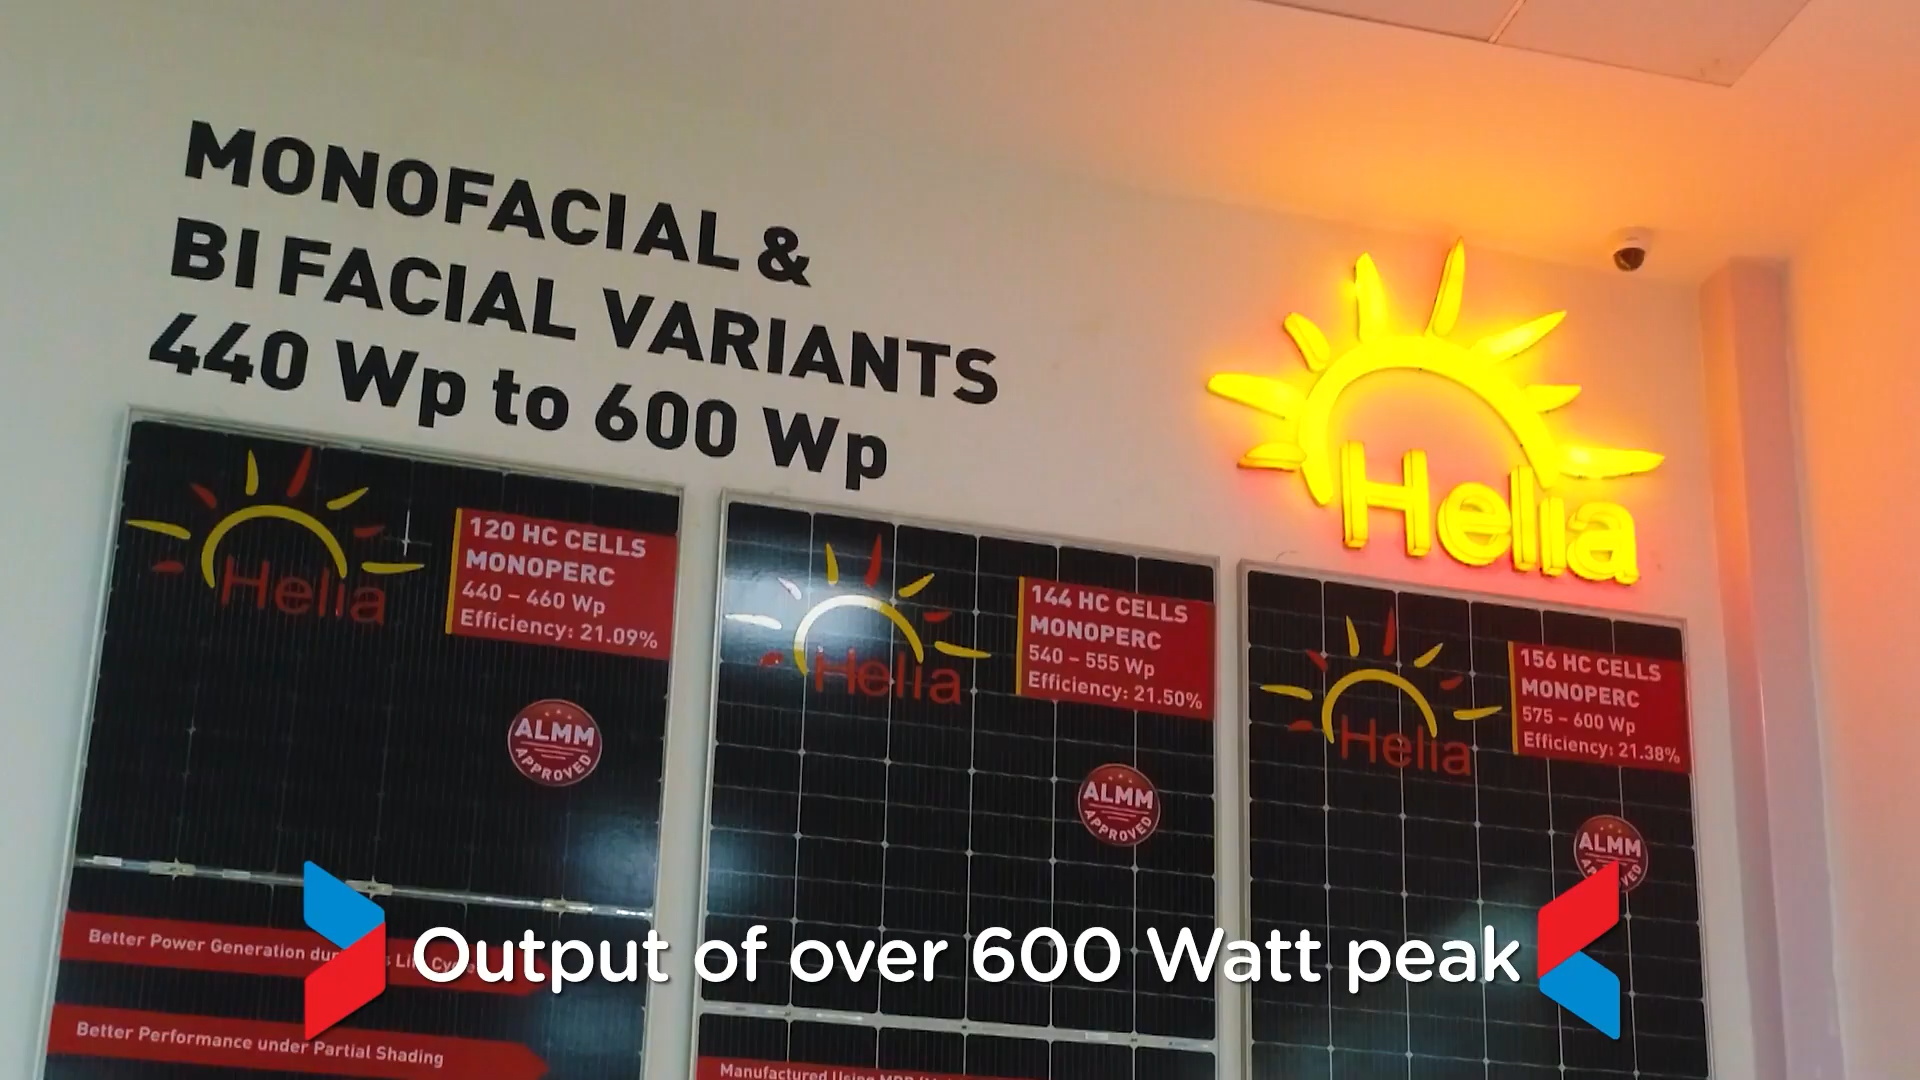 MONOFACIAL &
BI FACIAL VARIANTS
440 Wp to 600 Wp
Helia
Helia
120 HC CELLS
MONOPERC
440 – 460 Wp
Efficiency: 21.09%
ALMM
APPROVED
Better Power Generation
Better Performance under Partial Shading
Helia
144 HC CELLS
MONOPERC
540 – 555 Wp
Efficiency: 21.50%
ALMM
APPROVED
Manufactured Using
Helia
156 HC CELLS
MONOPERC
575 – 600 Wp
Efficiency: 21.38%
ALMM
Output of over 600 Watt peak